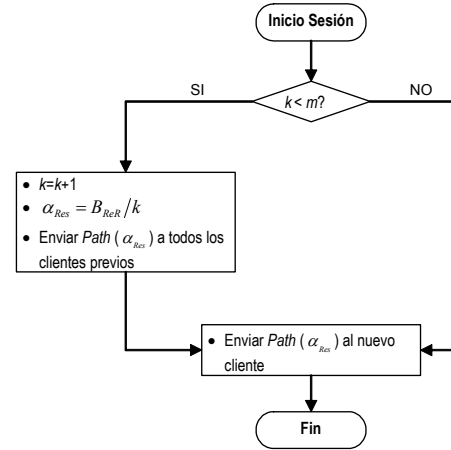 Inicio Sesión
k < m?
SI
NO
• k=k+1
• α_Res = B_ReR / k
• Enviar Path ( α_Res ) a todos los
clientes previos
• Enviar Path ( α_Res ) al nuevo
cliente
Fin